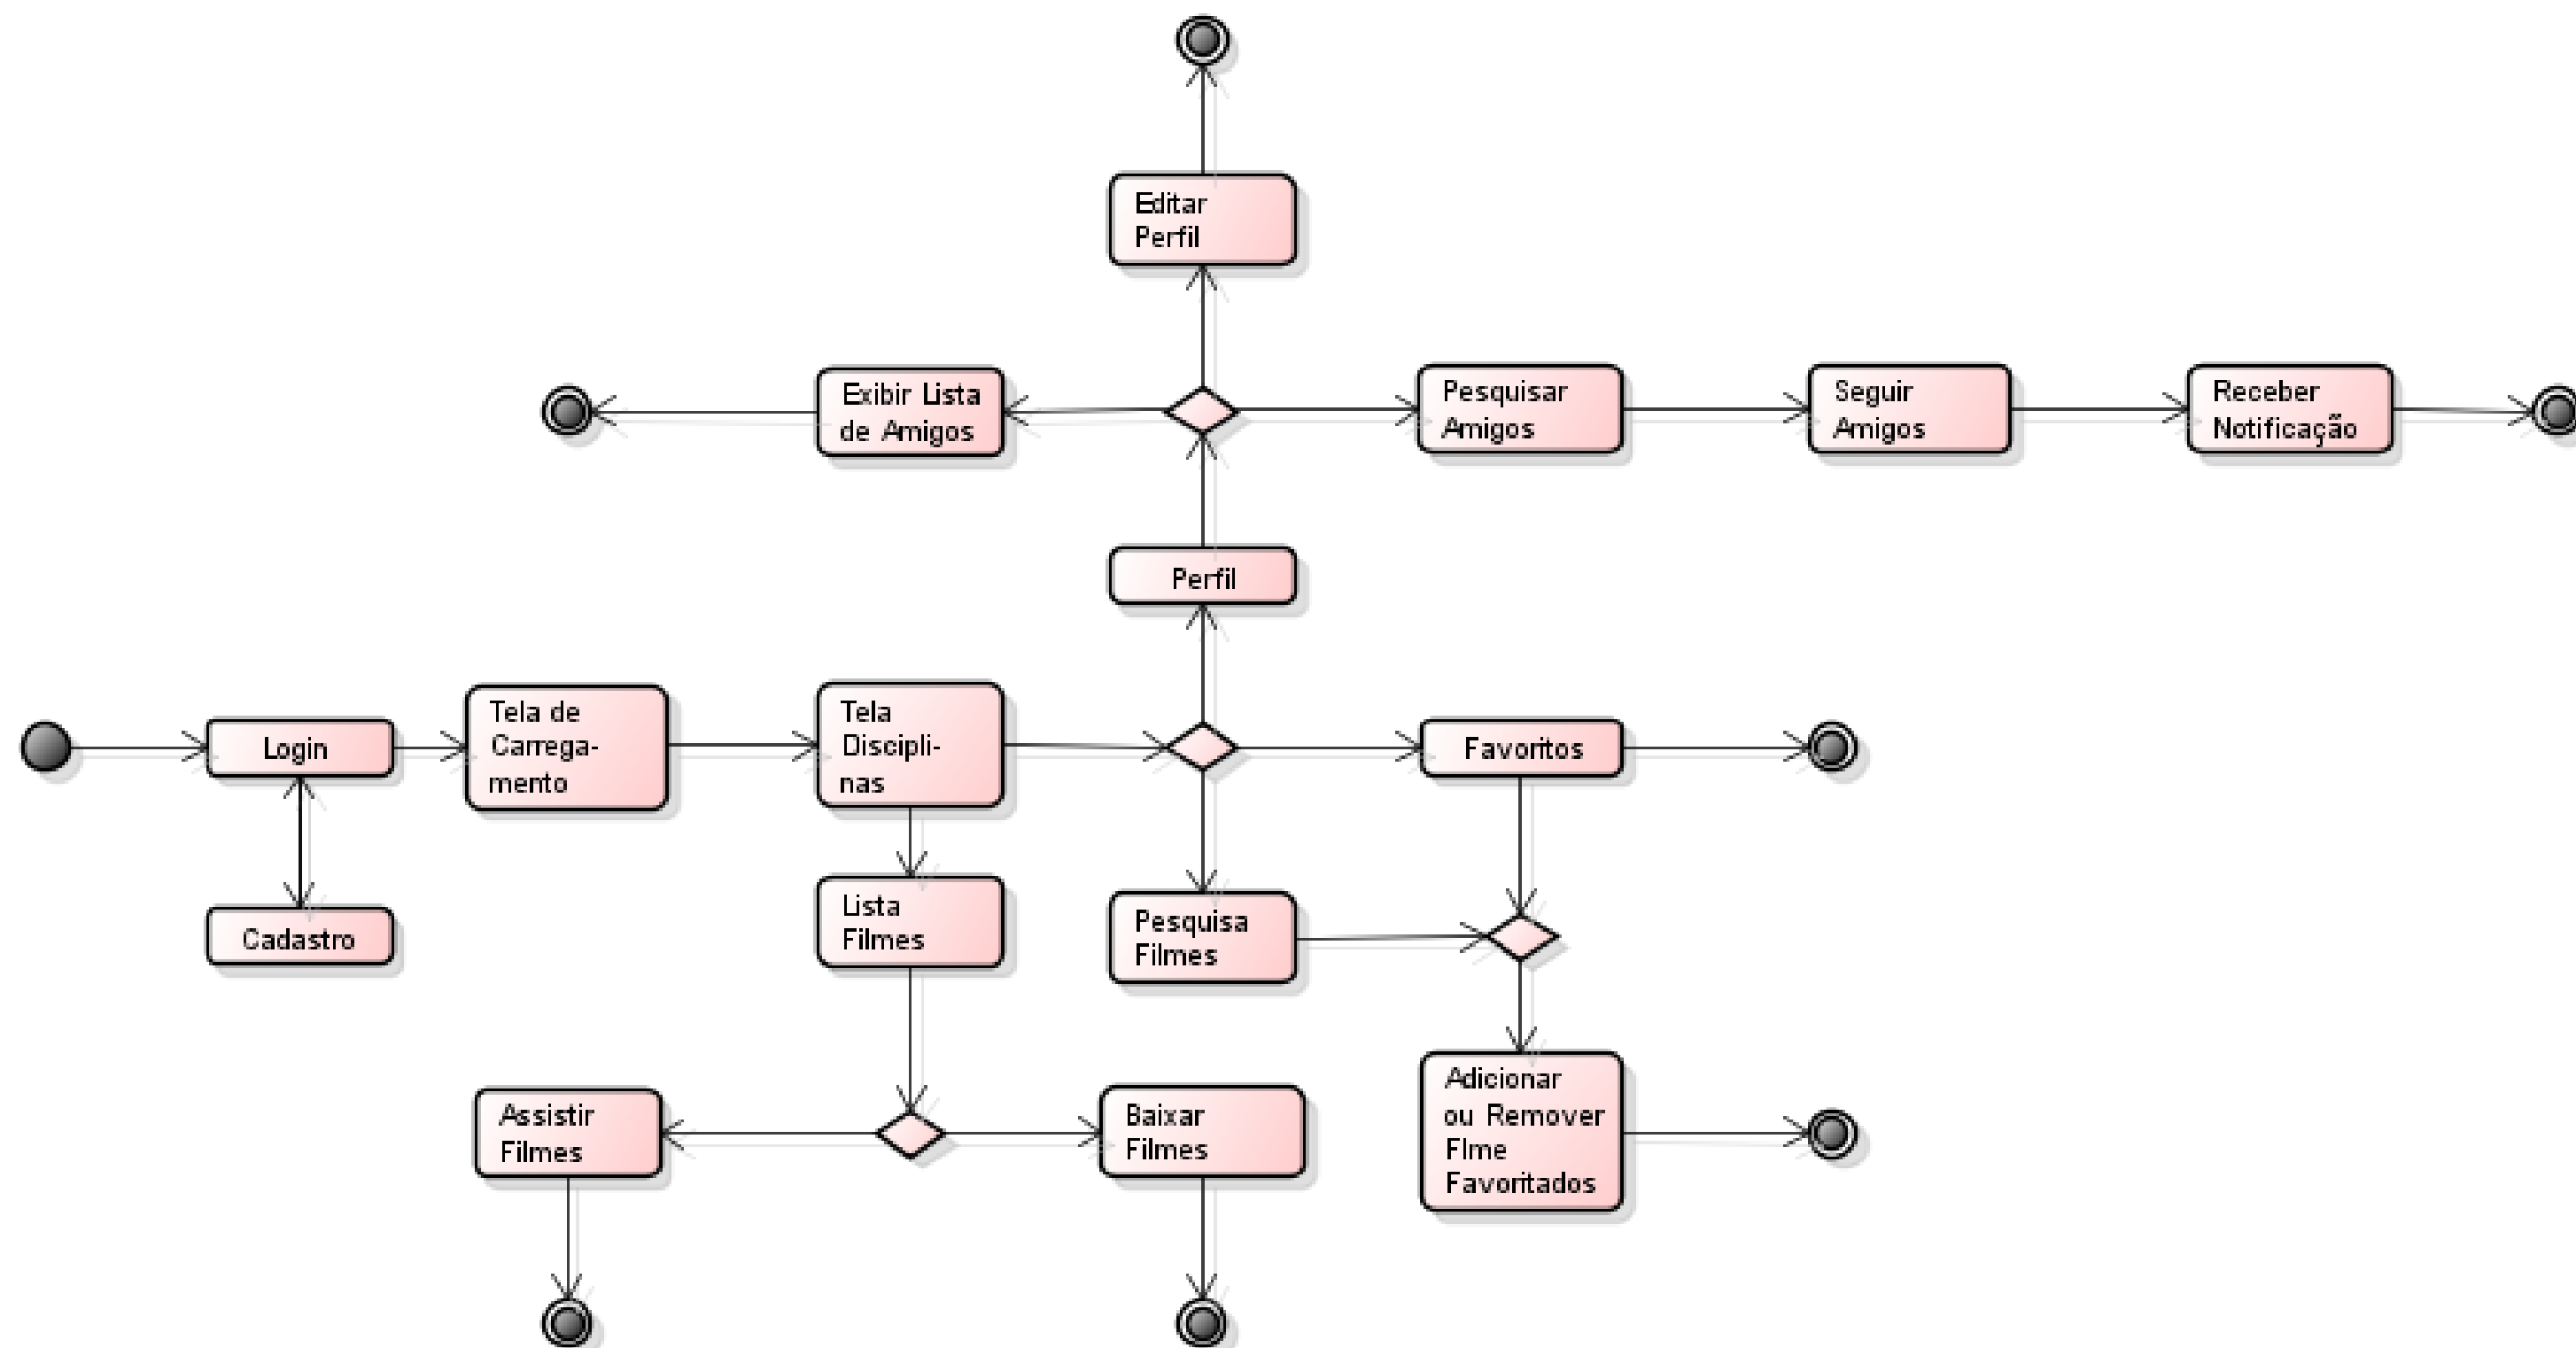 Editar
Perfil
Exibir Lista
de Amigos
Pesquisar
Amigos
Seguir
Amigos
Receber
Notificação
Perfil
Login
Tela de
Carrega-
mento
Tela
Discipli-
nas
Favoritos
Cadastro
Lista
Filmes
Pesquisa
Filmes
Assistir
Filmes
Baixar
Filmes
Adicionar
ou Remover
Flme
Favoritados